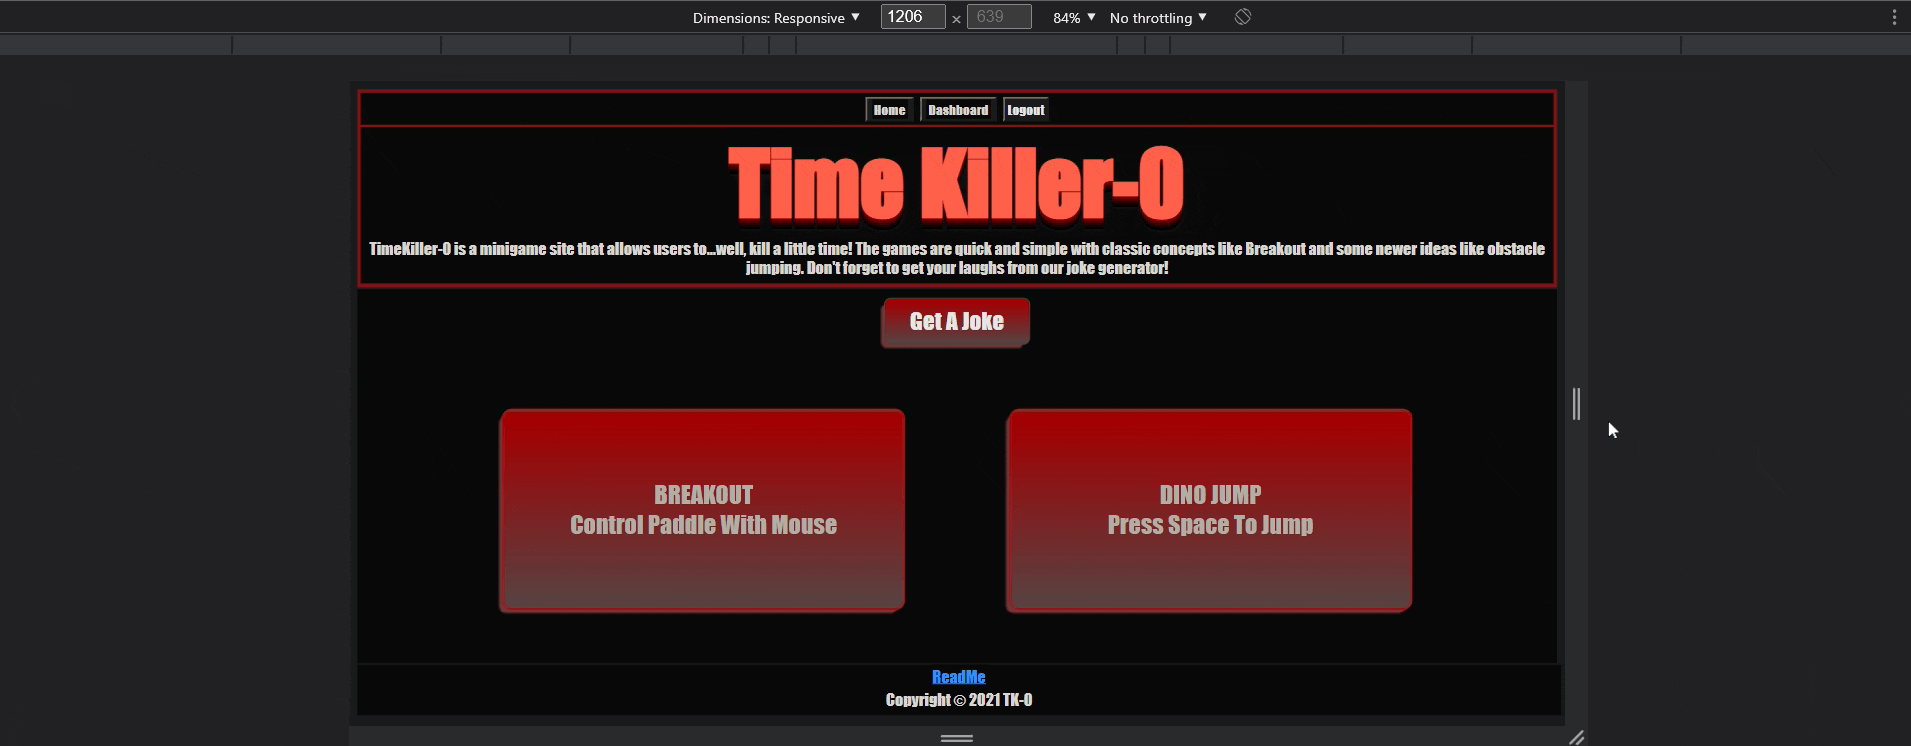 Dimensions: Responsive ▼ 1206 × 639 84% ▼ No throttling ▼
Home Dashboard Logout
Time Killer-O
TimeKiller-O is a minigame site that allows users to...well, kill a little time! The games are quick and simple with classic concepts like Breakout and some newer ideas like obstacle
jumping. Don't forget to get your laughs from our joke generator!
Get A Joke
BREAKOUT
Control Paddle With Mouse
DINO JUMP
Press Space To Jump
ReadMe
Copyright © 2021 TK-O